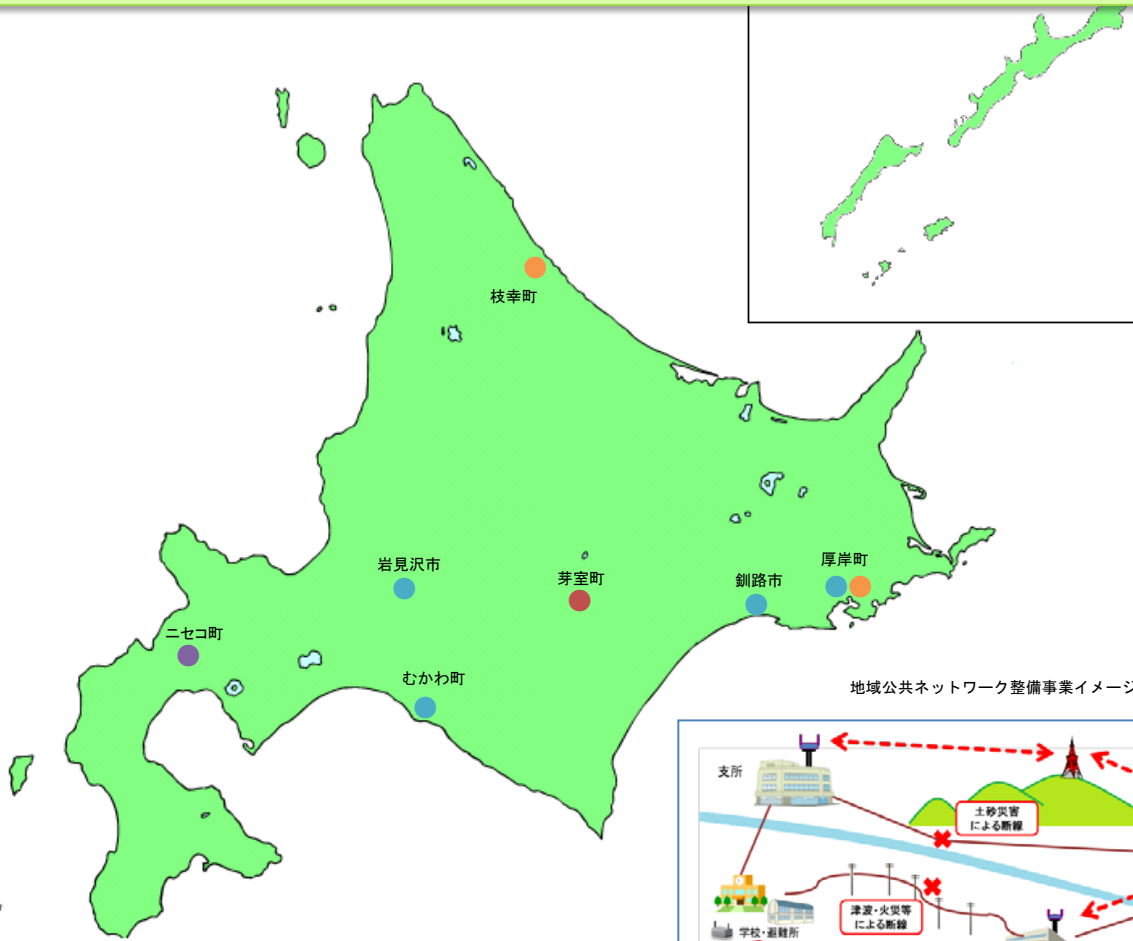 枝幸町
岩見沢市
芽室町
釧路市
厚岸町
ニセコ町
むかわ町
地域公共ネットワーク整備事業イメージ
支所
土砂災害
による断線
津波・火災等
による断線
学校・避難所